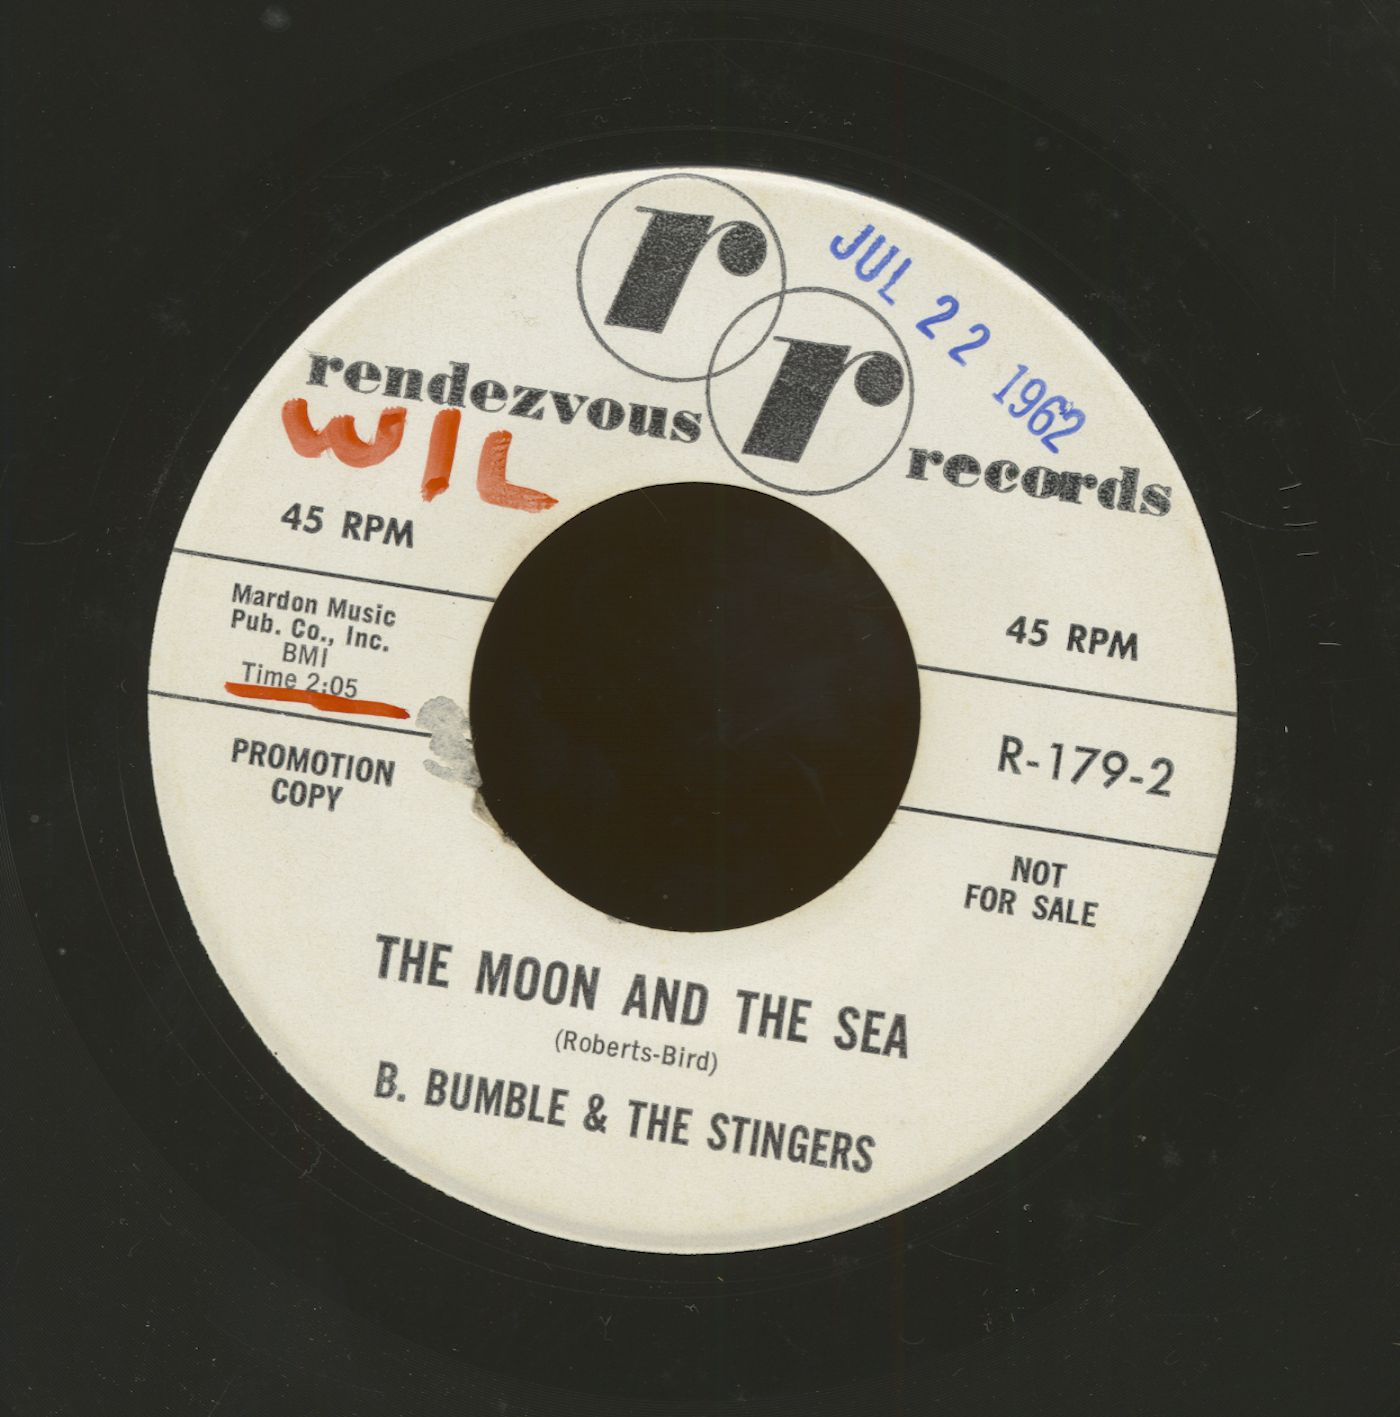 r
r
JUL 22 1962
rendezvous records
WIL
45 RPM
Mardon Music
Pub. Co., Inc.
BMI
Time 2:05
PROMOTION
COPY
45 RPM
R-179-2
NOT
FOR SALE
THE MOON AND THE SEA
(Roberts-Bird)
B. BUMBLE & THE STINGERS